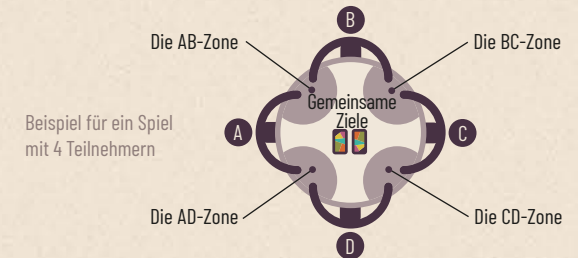 B
Die AB-Zone
Die BC-Zone
Gemeinsame
Ziele
Beispiel für ein Spiel
mit 4 Teilnehmern
A
C
Die AD-Zone
Die CD-Zone
D